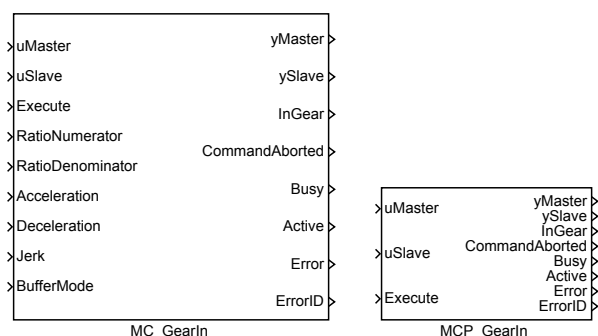 uMaster
uSlave
Execute
RatioNumerator
RatioDenominator
Acceleration
Deceleration
Jerk
BufferMode
yMaster
ySlave
InGear
CommandAborted
Busy
Active
Error
ErrorID
MC_GearIn
uMaster
uSlave
Execute
yMaster
ySlave
InGear
CommandAborted
Busy
Active
Error
ErrorID
MCP_GearIn